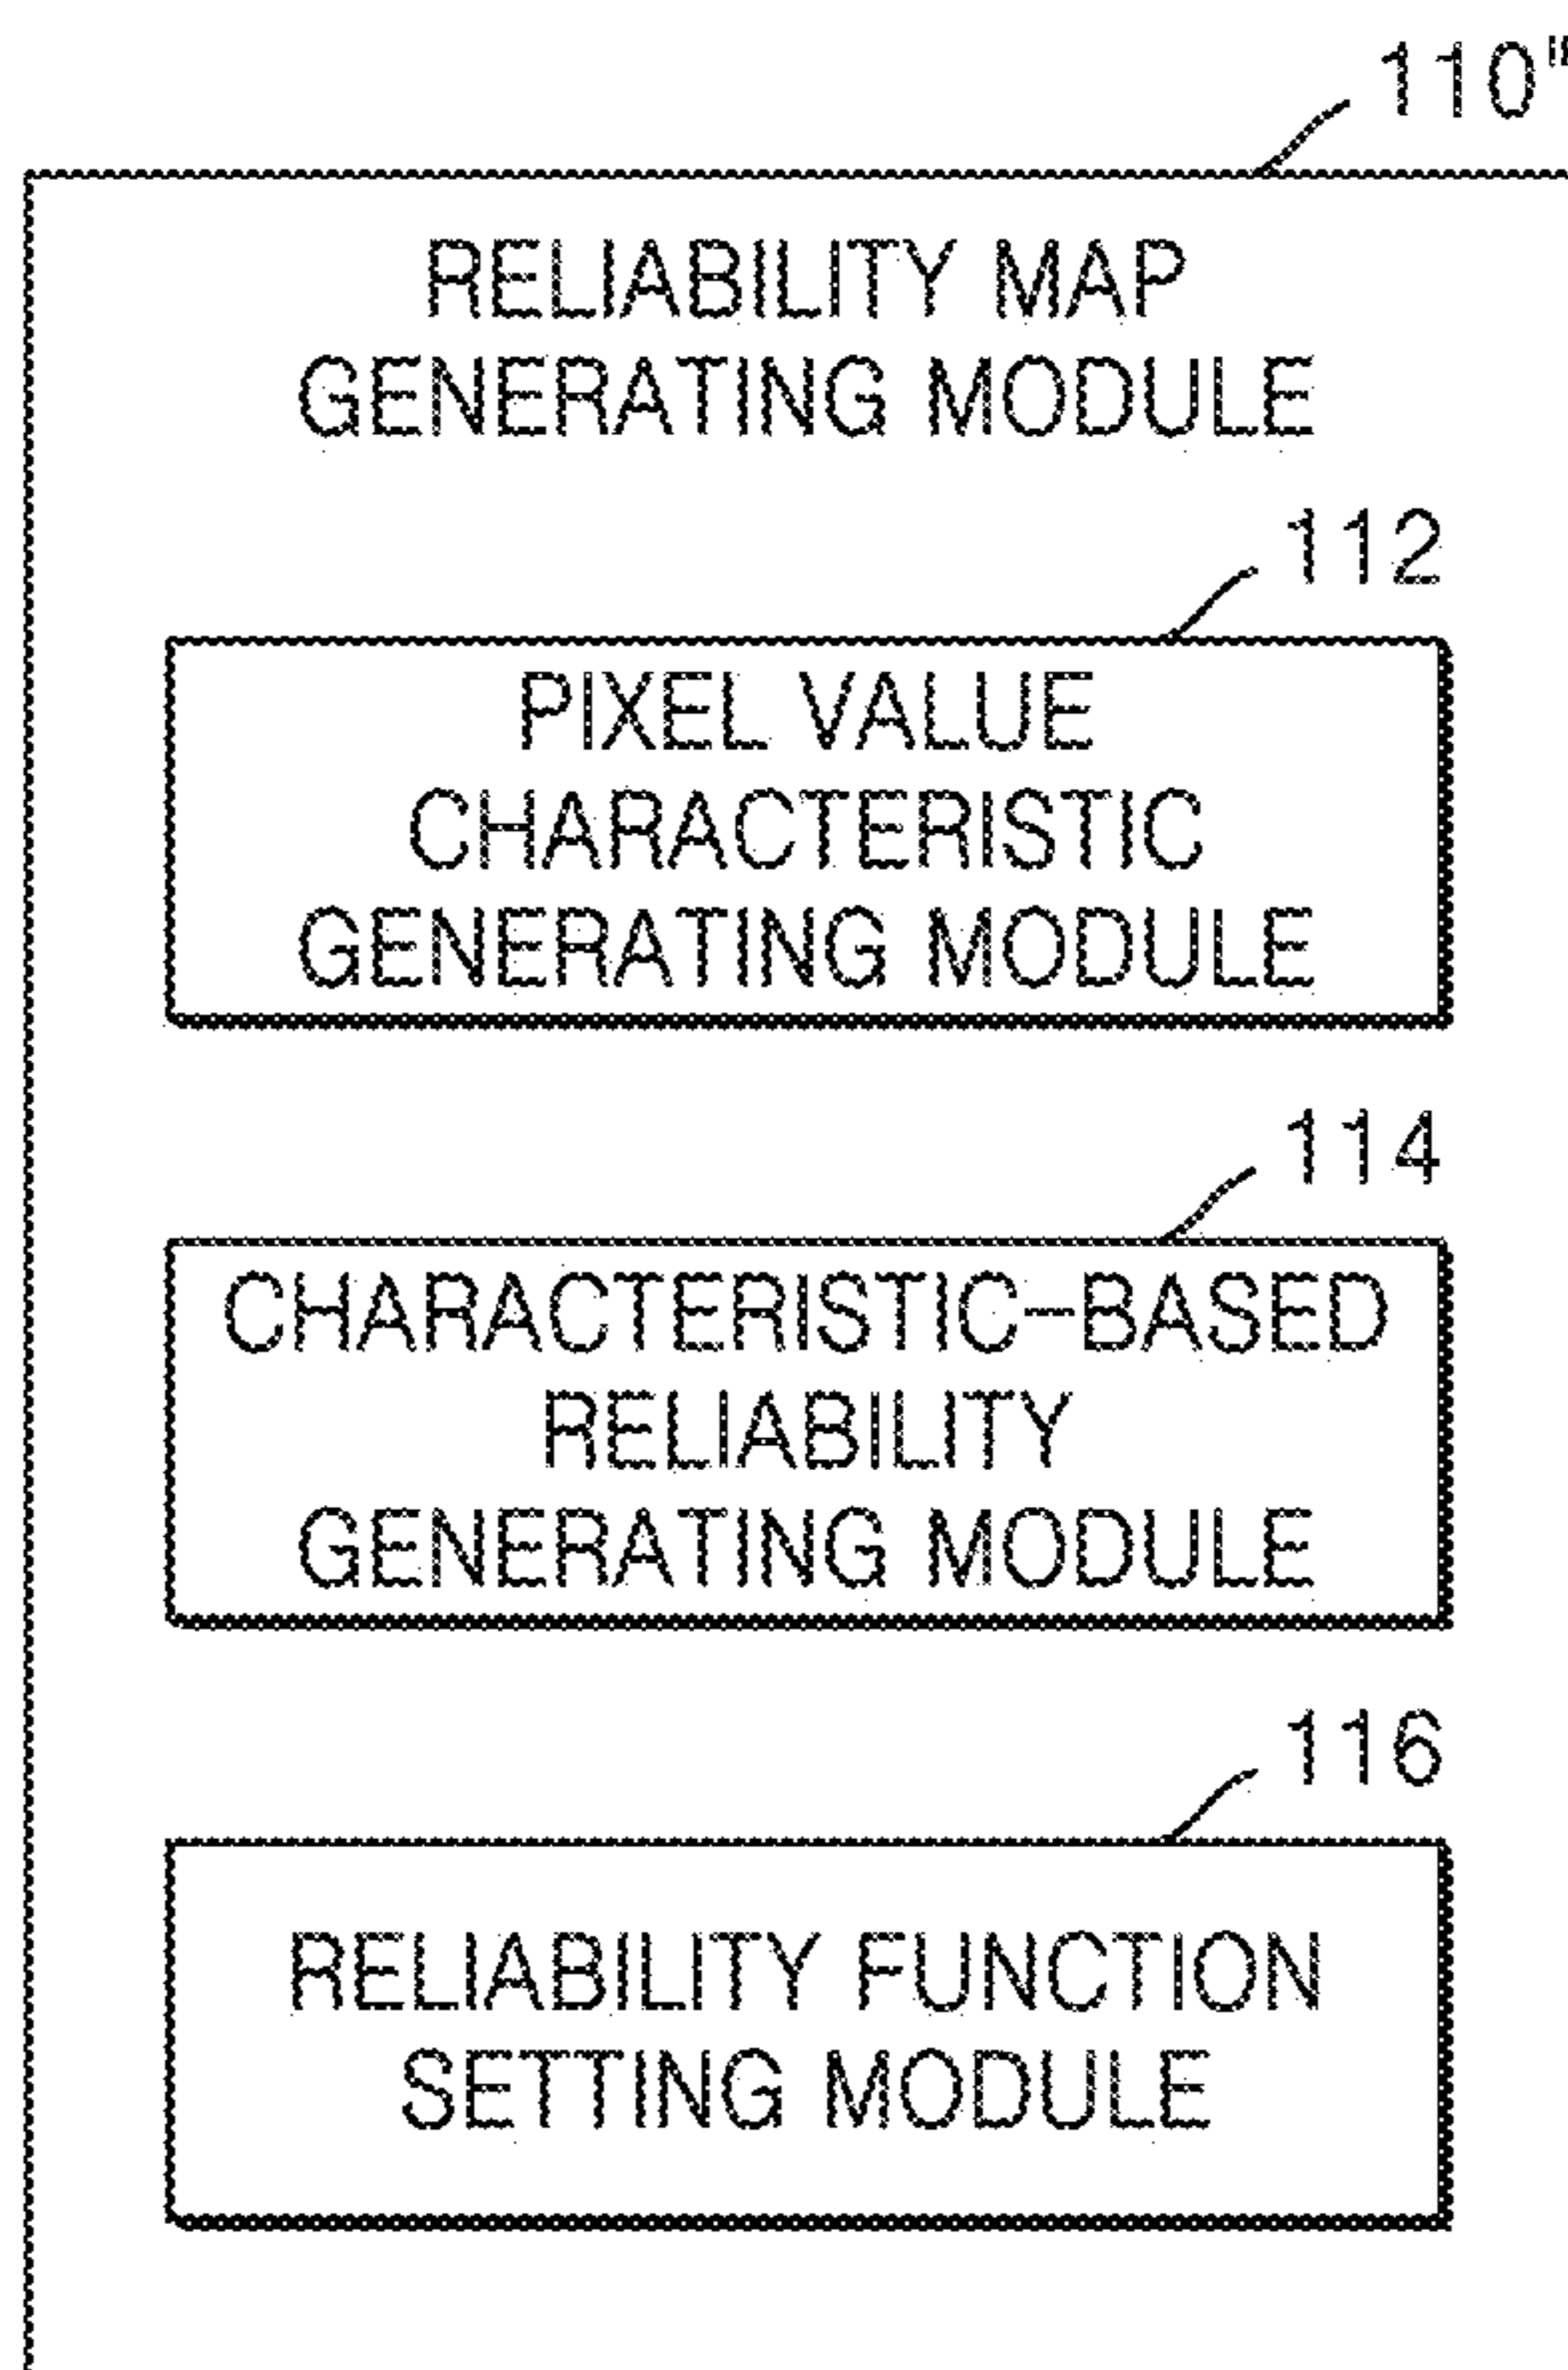 110"
RELIABILITY MAP
GENERATING MODULE
112
PIXEL VALUE
CHARACTERISTIC
GENERATING MODULE
114
CHARACTERISTIC-BASED
RELIABILITY
GENERATING MODULE
116
RELIABILITY FUNCTION
SETTING MODULE